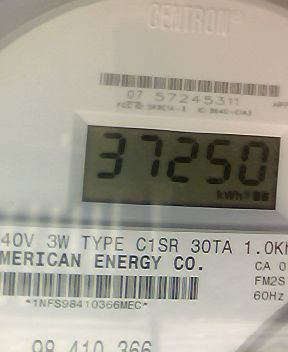 CENTRON®
07 57245311
37250
kWh
40V 3W TYPE C1SR 30TA 1.0K
MERICAN ENERGY CO.
CA 0
FM2S
60Hz
*1NFS98410366MEC*
98 410 366